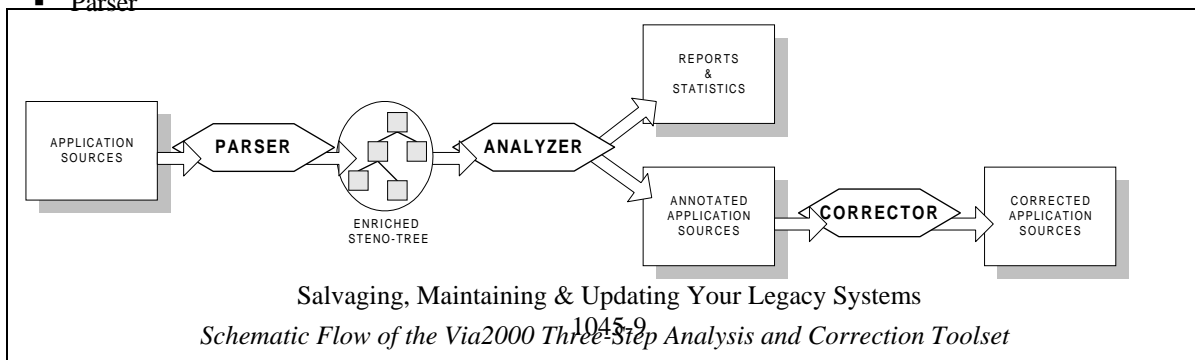 ▪ Parser
APPLICATION
SOURCES
PARSER
ENRICHED
STENO-TREE
ANALYZER
REPORTS
&
STATISTICS
ANNOTATED
APPLICATION
SOURCES
CORRECTOR
CORRECTED
APPLICATION
SOURCES
Salvaging, Maintaining & Updating Your Legacy Systems
1045-9
Schematic Flow of the Via2000 Three-Step Analysis and Correction Toolset